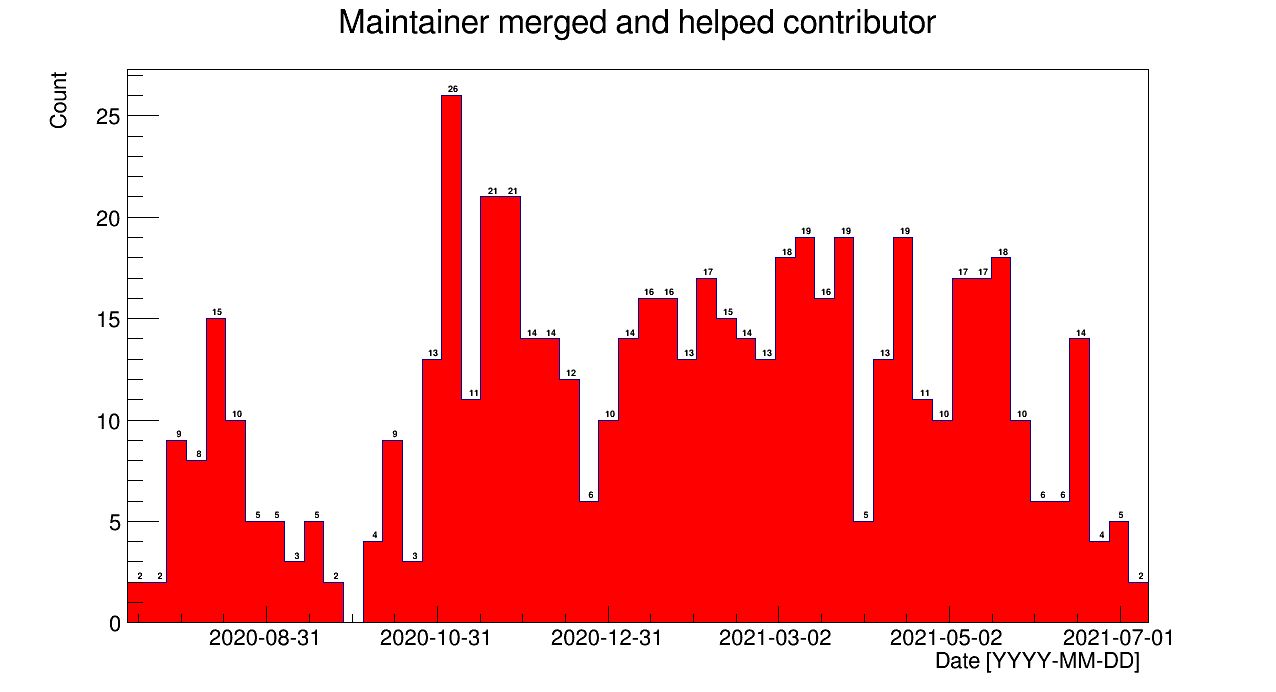 Maintainer merged and helped contributor
Count
25
20
15
10
5
0
2 2 9 8 15 10 5 5 3 5 2 4 9 3 13 26 11 21 21 14 14 12 6 10 14 16 16 13 17 15 14 13 18 19 16 19 5 13 19 11 10 17 17 18 10 6 6 14 4 5 2
2020-08-31 2020-10-31 2020-12-31 2021-03-02 2021-05-02 2021-07-01
Date [YYYY-MM-DD]